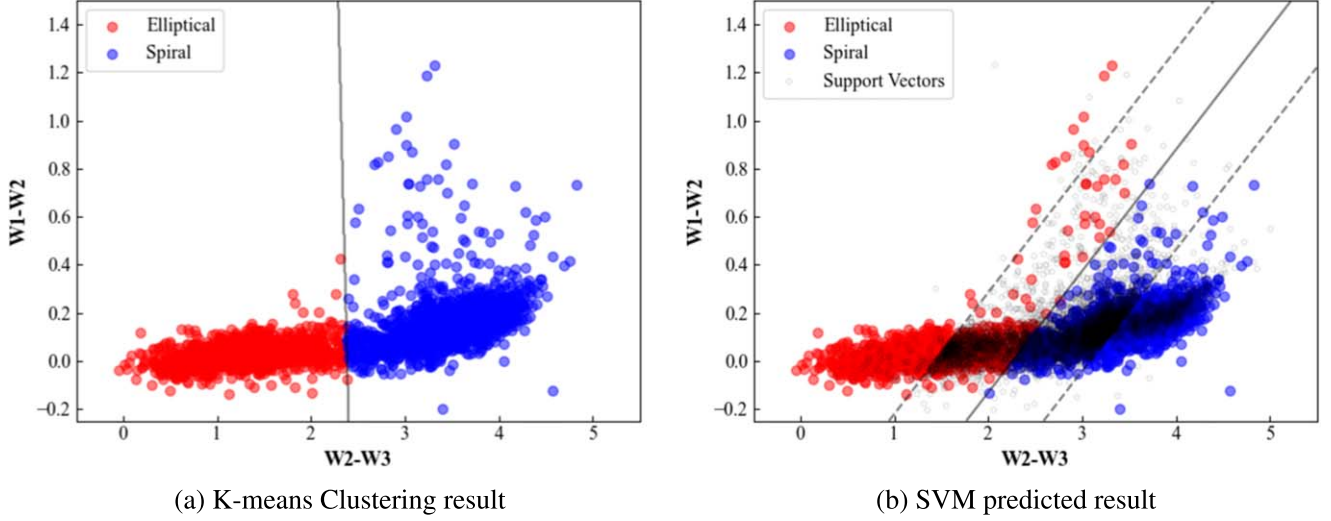 Elliptical
Spiral
1.4
1.2
1.0
0.8
0.6
0.4
0.2
0.0
−0.2
W1-W2
0 1 2 3 4 5
W2-W3
(a) K-means Clustering result
Elliptical
Spiral
Support Vectors
1.4
1.2
1.0
0.8
0.6
0.4
0.2
0.0
−0.2
W1-W2
0 1 2 3 4 5
W2-W3
(b) SVM predicted result